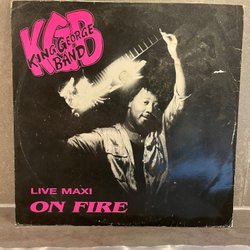 KGB
KING GEORGE
BAND
LIVE MAXI
ON FIRE